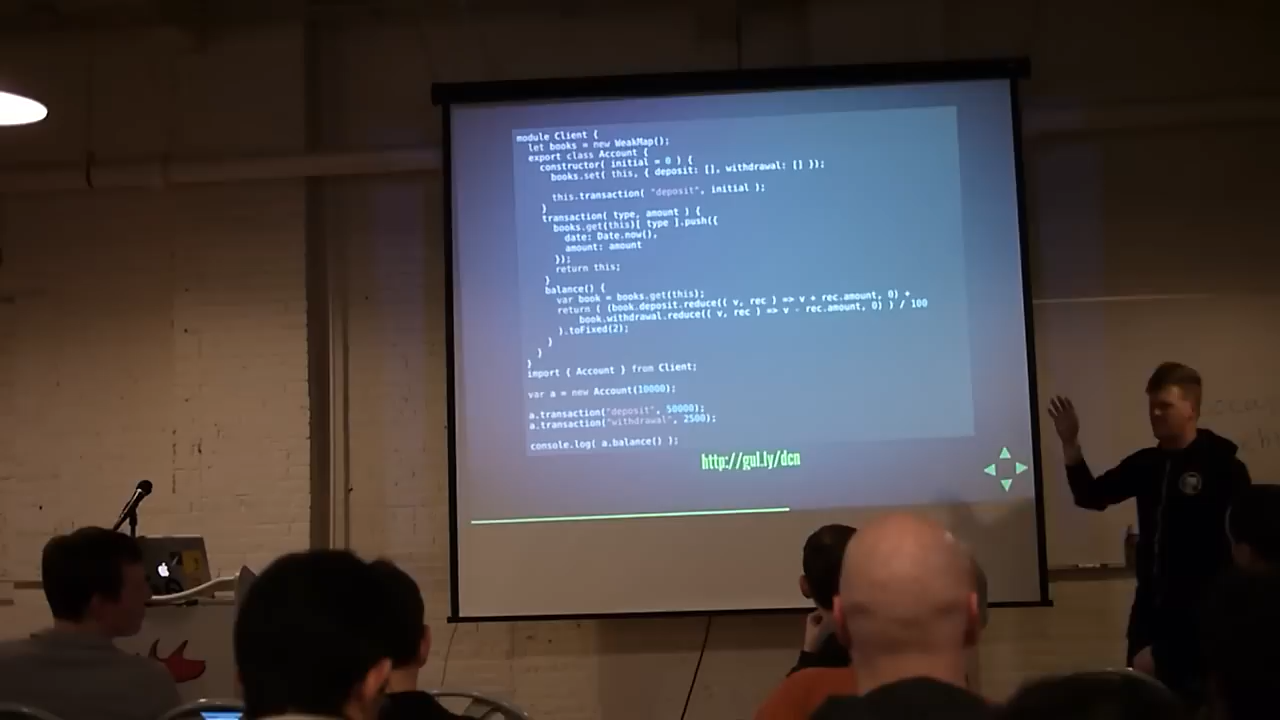 module Client {
let books = new WeakMap();
export class Account {
constructor( initial = 0 ) {
books.set( this, { deposit: [], withdrawal: [] });
this.transaction( "deposit", initial );
}
transaction( type, amount ) {
books.get(this)[ type ].push({
date: Date.now(),
amount: amount
});
return this;
}
balance() {
var book = books.get(this);
return ( (book.deposit.reduce(( v, rec ) => v + rec.amount, 0) +
book.withdrawal.reduce(( v, rec ) => v - rec.amount, 0) ) / 100
).toFixed(2);
}
}
}
import { Account } from Client;
var a = new Account(10000);
a.transaction("deposit", 50000);
a.transaction("withdrawal", 2500);
console.log( a.balance() );
http://gul.ly/dcn